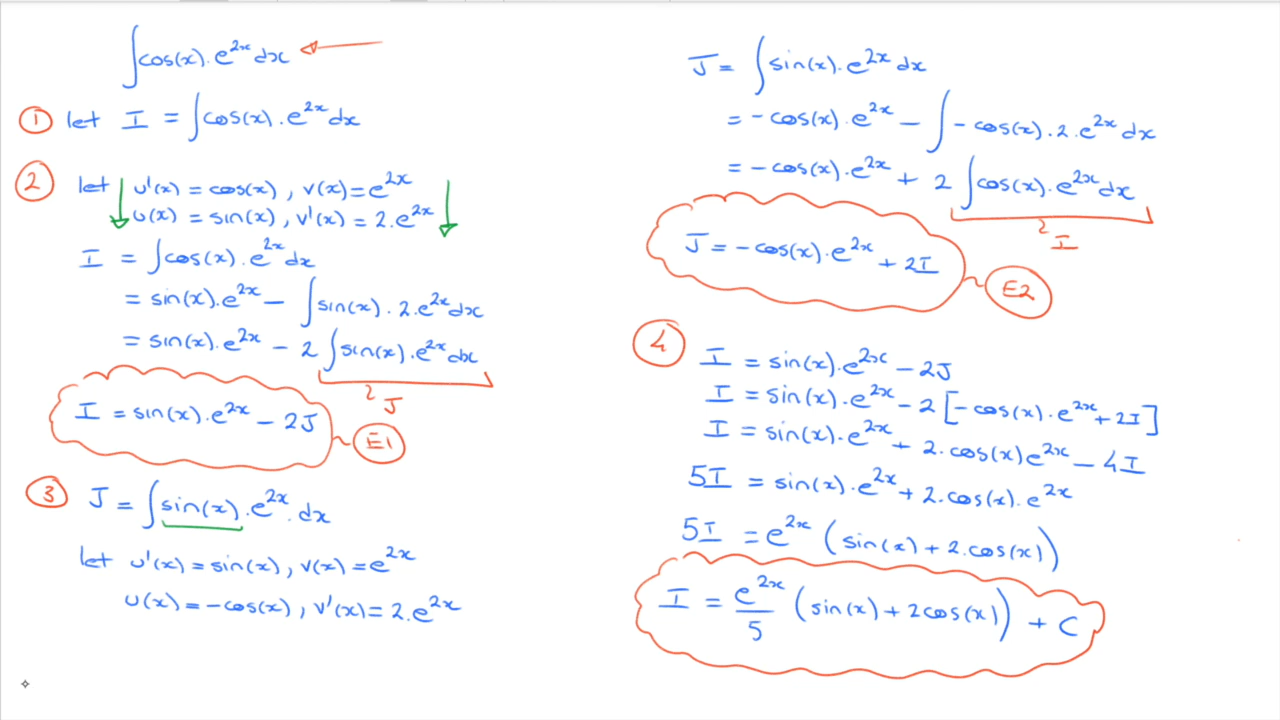 ∫cos(x).e^{2x} dx
① let I = ∫cos(x).e^{2x} dx
② let u'(x) = cos(x), v(x) = e^{2x}
u(x) = sin(x), v'(x) = 2.e^{2x}
I = ∫cos(x).e^{2x} dx
= sin(x).e^{2x} - ∫sin(x).2.e^{2x} dx
= sin(x).e^{2x} - 2 ∫sin(x).e^{2x} dx
J
I = sin(x).e^{2x} - 2J
E1
③ J = ∫sin(x).e^{2x}.dx
let u'(x) = sin(x), v(x) = e^{2x}
u(x) = -cos(x), v'(x) = 2.e^{2x}
J = ∫sin(x).e^{2x} dx
= -cos(x).e^{2x} - ∫-cos(x).2.e^{2x} dx
= -cos(x).e^{2x} + 2 ∫cos(x).e^{2x} dx
I
J = -cos(x).e^{2x} + 2I
E2
④ I = sin(x).e^{2x} - 2J
I = sin(x).e^{2x} - 2[-cos(x).e^{2x} + 2I]
I = sin(x).e^{2x} + 2.cos(x)e^{2x} - 4I
5I = sin(x).e^{2x} + 2.cos(x).e^{2x}
5I = e^{2x} (sin(x) + 2.cos(x))
I = e^{2x}/5 (sin(x) + 2cos(x)) + C